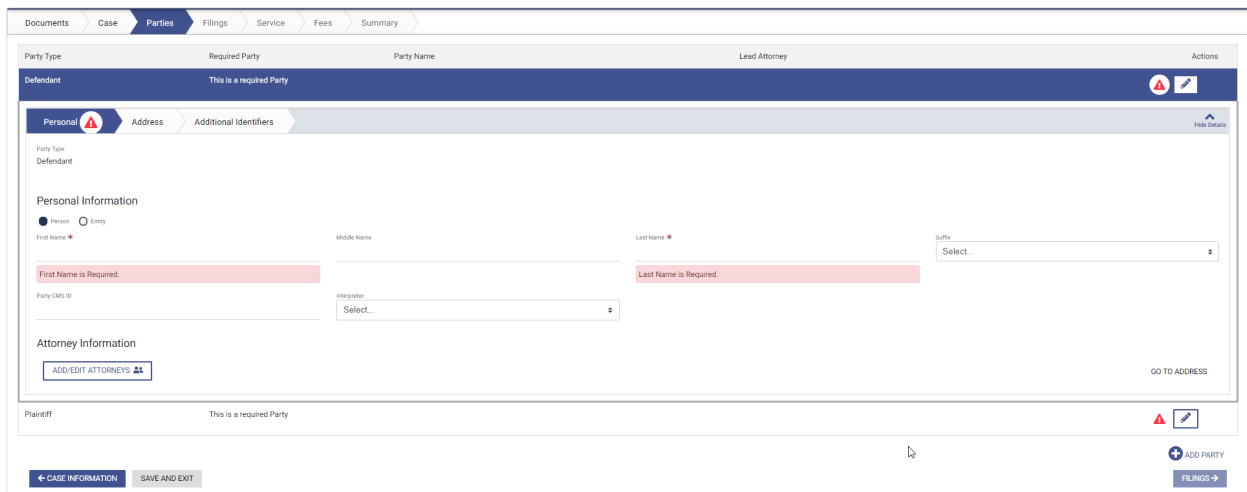 Documents Case Parties Filings Service Fees Summary
Party Type Required Party Party Name Lead Attorney Actions
Defendant This is a required Party
Personal Address Additional Identifiers Hide Details
Party Type
Defendant
Personal Information
Person Entity
First Name * Middle Name Last Name * Suffix
Select...
First Name is Required. Last Name is Required.
Party CMS ID Interpreter
Select...
Attorney Information
ADD/EDIT ATTORNEYS GO TO ADDRESS
Plaintiff This is a required Party
ADD PARTY
← CASE INFORMATION SAVE AND EXIT FILINGS →